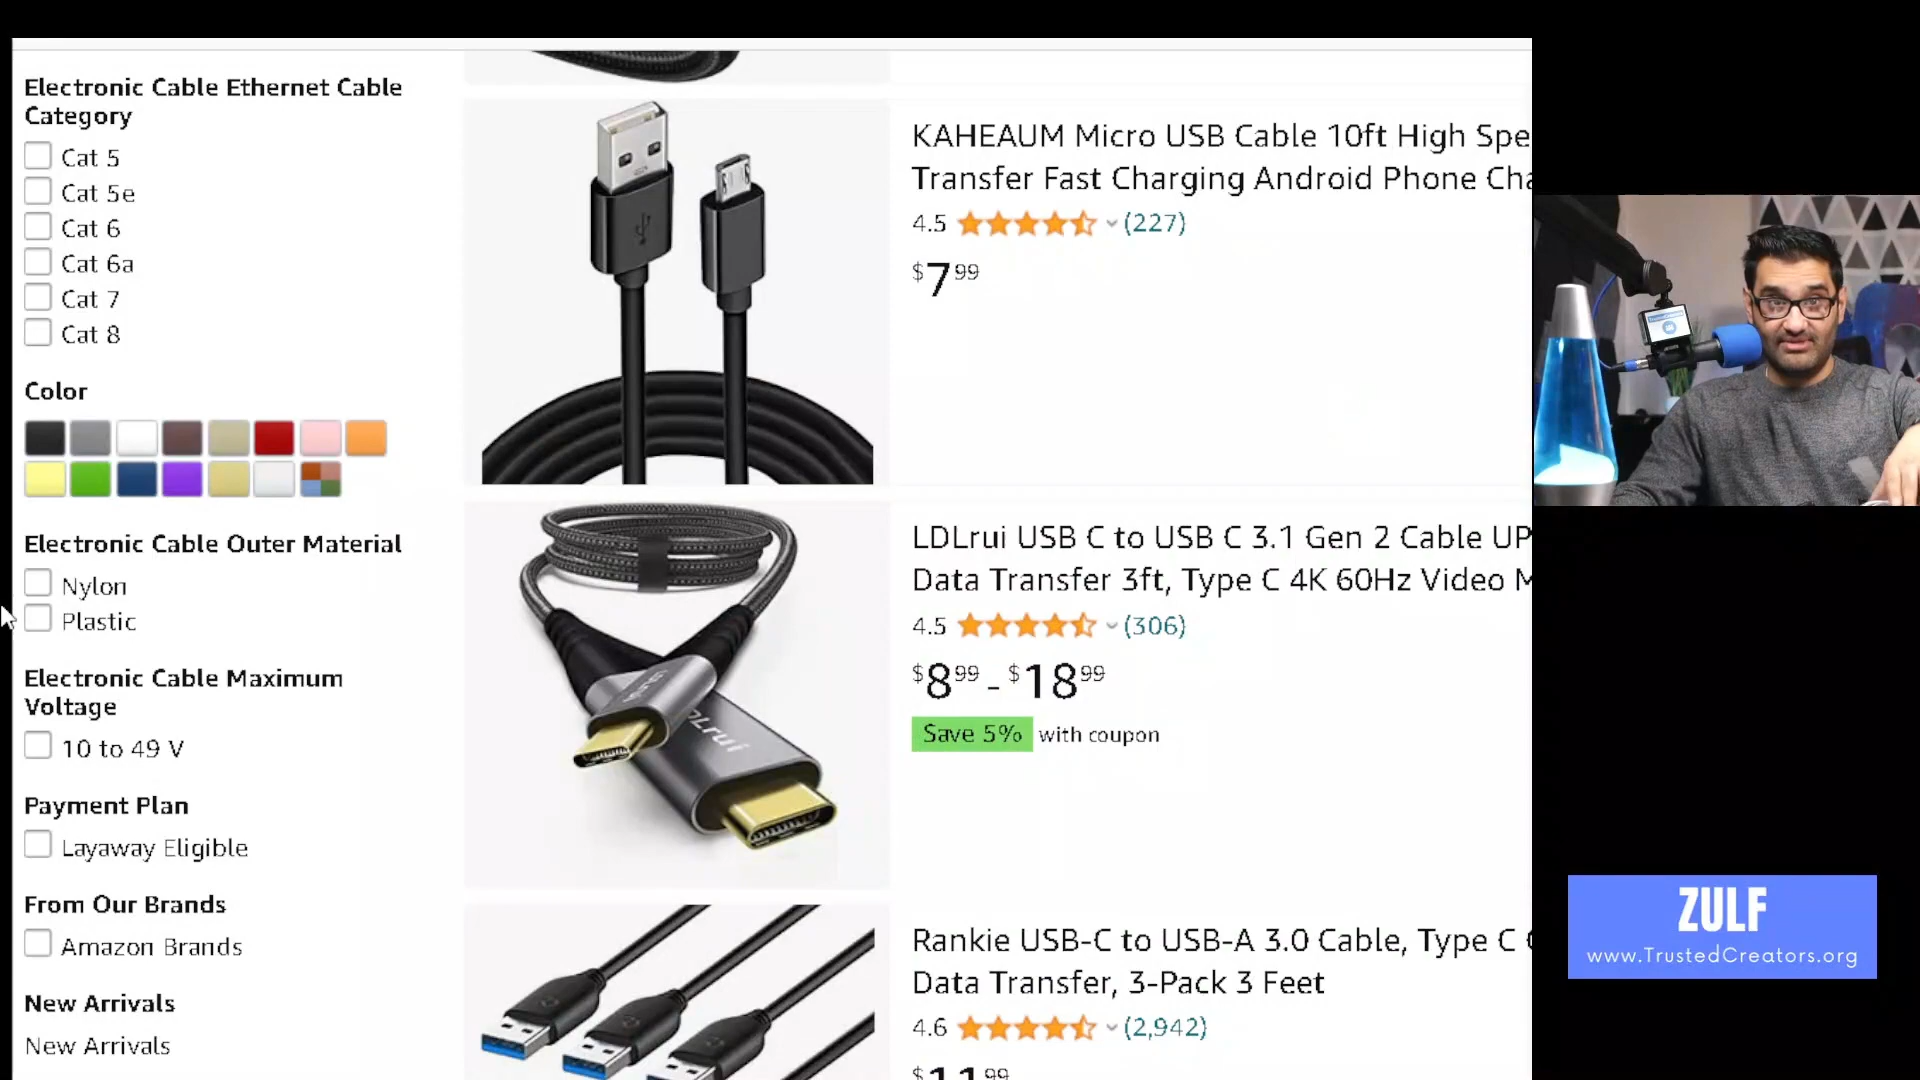 Electronic Cable Ethernet Cable
Category
Cat 5
Cat 5e
Cat 6
Cat 6a
Cat 7
Cat 8
Color
Electronic Cable Outer Material
Nylon
Plastic
Electronic Cable Maximum
Voltage
10 to 49 V
Payment Plan
Layaway Eligible
From Our Brands
Amazon Brands
New Arrivals
New Arrivals
KAHEAUM Micro USB Cable 10ft High Spe
Transfer Fast Charging Android Phone Cha
4.5 (227)
$7 99
LDLrui USB C to USB C 3.1 Gen 2 Cable UP
Data Transfer 3ft, Type C 4K 60Hz Video M
4.5 (306)
$8 99 - $18 99
Save 5% with coupon
LDLrui
Rankie USB-C to USB-A 3.0 Cable, Type C
Data Transfer, 3-Pack 3 Feet
4.6 (2,942)
$11 99
ZULF
www.TrustedCreators.org